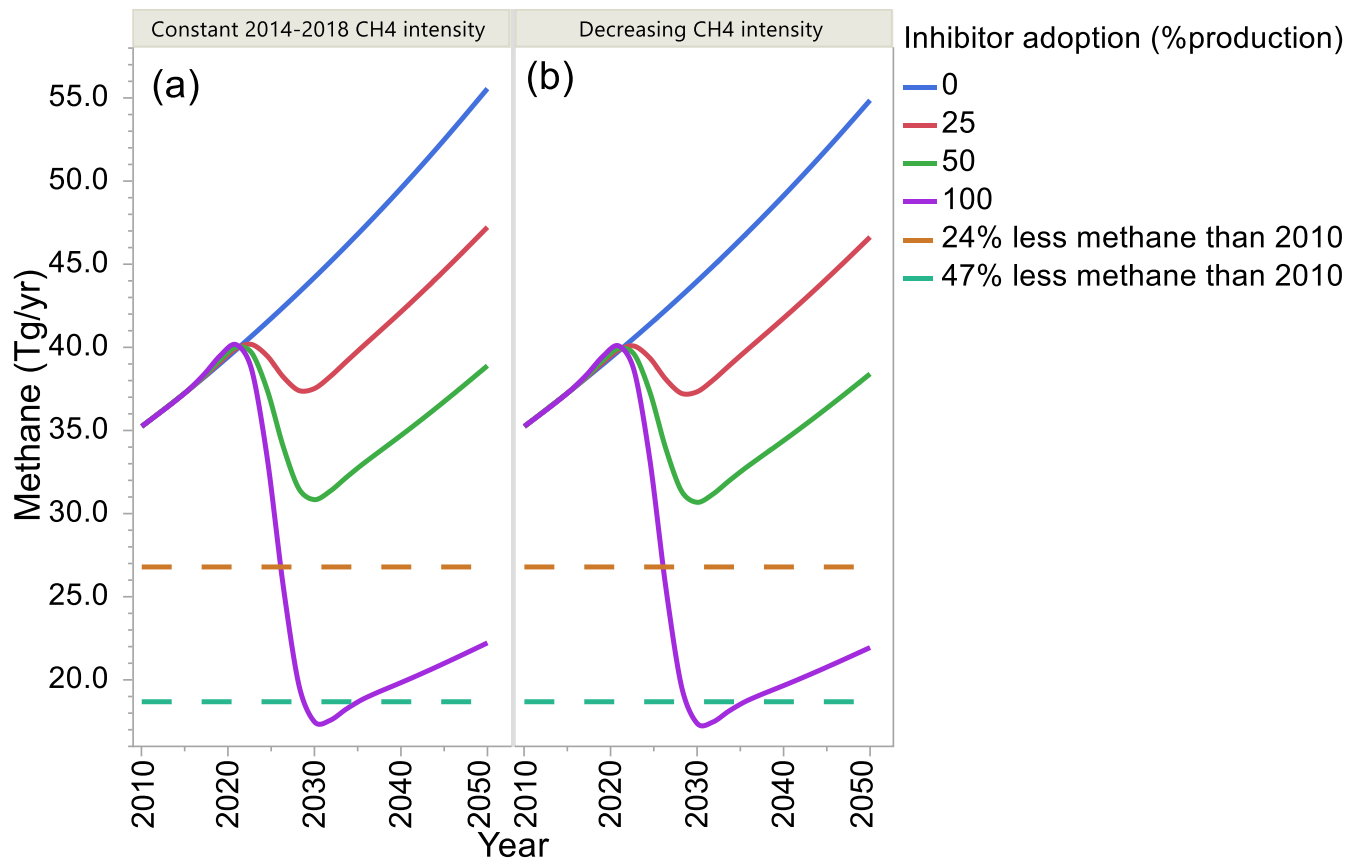 Constant 2014-2018 CH4 intensity
Decreasing CH4 intensity
Inhibitor adoption (%production)
0
25
50
100
24% less methane than 2010
47% less methane than 2010
(a)
(b)
Methane (Tg/yr)
55.0
50.0
45.0
40.0
35.0
30.0
25.0
20.0
2010
2020
2030
2040
2050
2010
2020
2030
2040
2050
Year